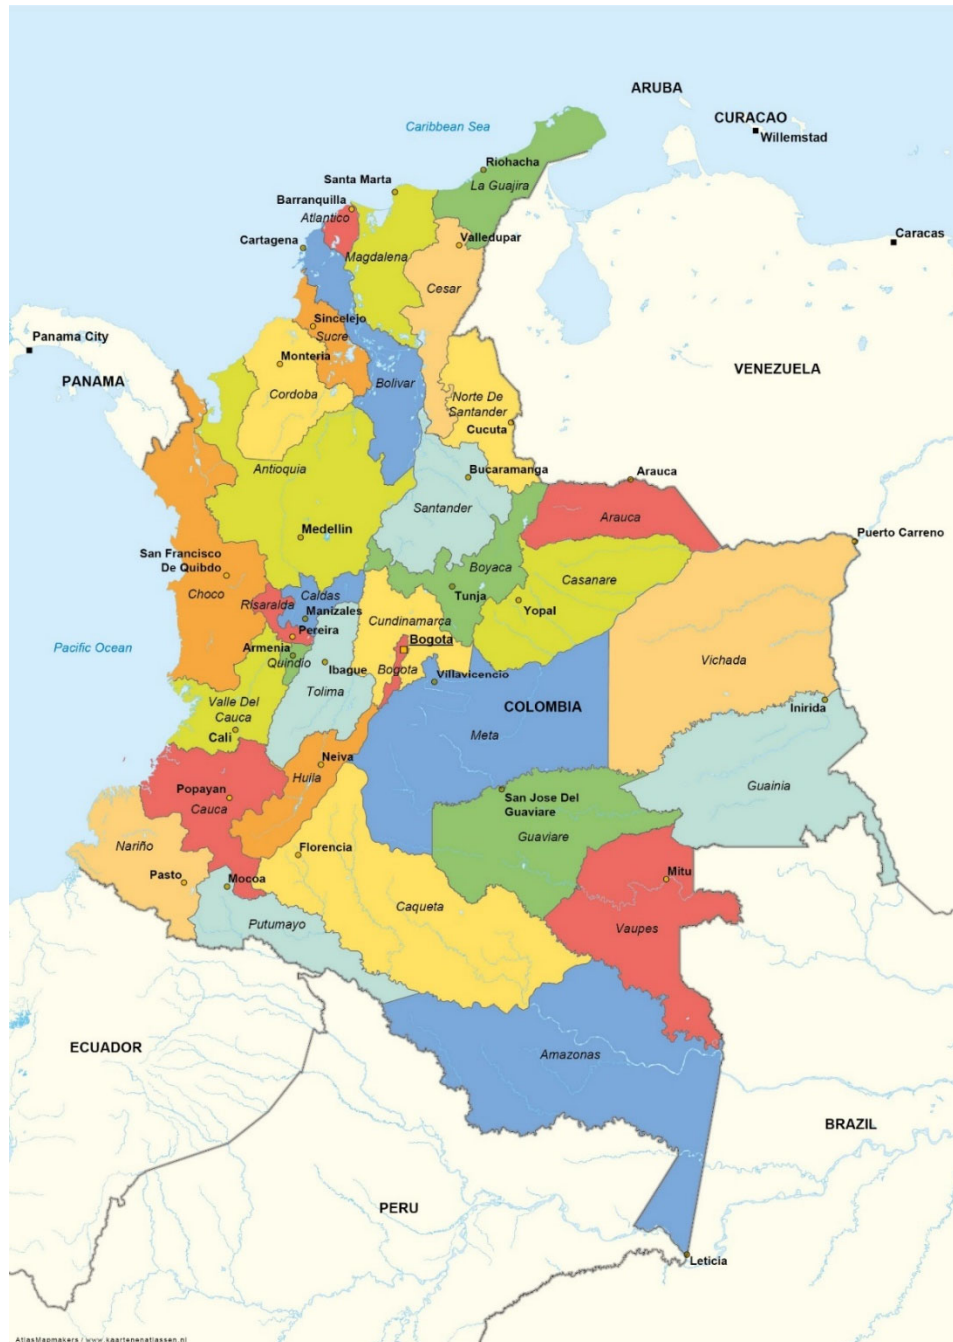 ARUBA
CURACAO
Willemstad
Caribbean Sea
Riohacha
La Guajira
Santa Marta
Barranquilla
Atlantico
Cartagena
Valledupar
Magdalena
Caracas
Cesar
Sincelejo
Sucre
Panama City
Monteria
PANAMA
VENEZUELA
Bolivar
Cordoba
Norte De
Santander
Cucuta
Antioquia
Bucaramanga
Arauca
Santander
Arauca
Medellin
Puerto Carreno
San Francisco
De Quibdo
Boyaca
Casanare
Choco
Risaralda
Caldas
Tunja
Yopal
Manizales
Cundinamarca
Pereira
Pacific Ocean
Armenia
Bogota
Quindio
Ibague
Bogota
Villavicencio
Vichada
Tolima
Valle Del
Cauca
COLOMBIA
Inirida
Cali
Meta
Neiva
Huila
Guainia
Popayan
Cauca
San Jose Del
Guaviare
Guaviare
Nariño
Florencia
Pasto
Mocoa
Mitu
Caqueta
Putumayo
Vaupes
ECUADOR
Amazonas
BRAZIL
PERU
Leticia
AtlasMapmakers / www.kaartenenatlassen.nl